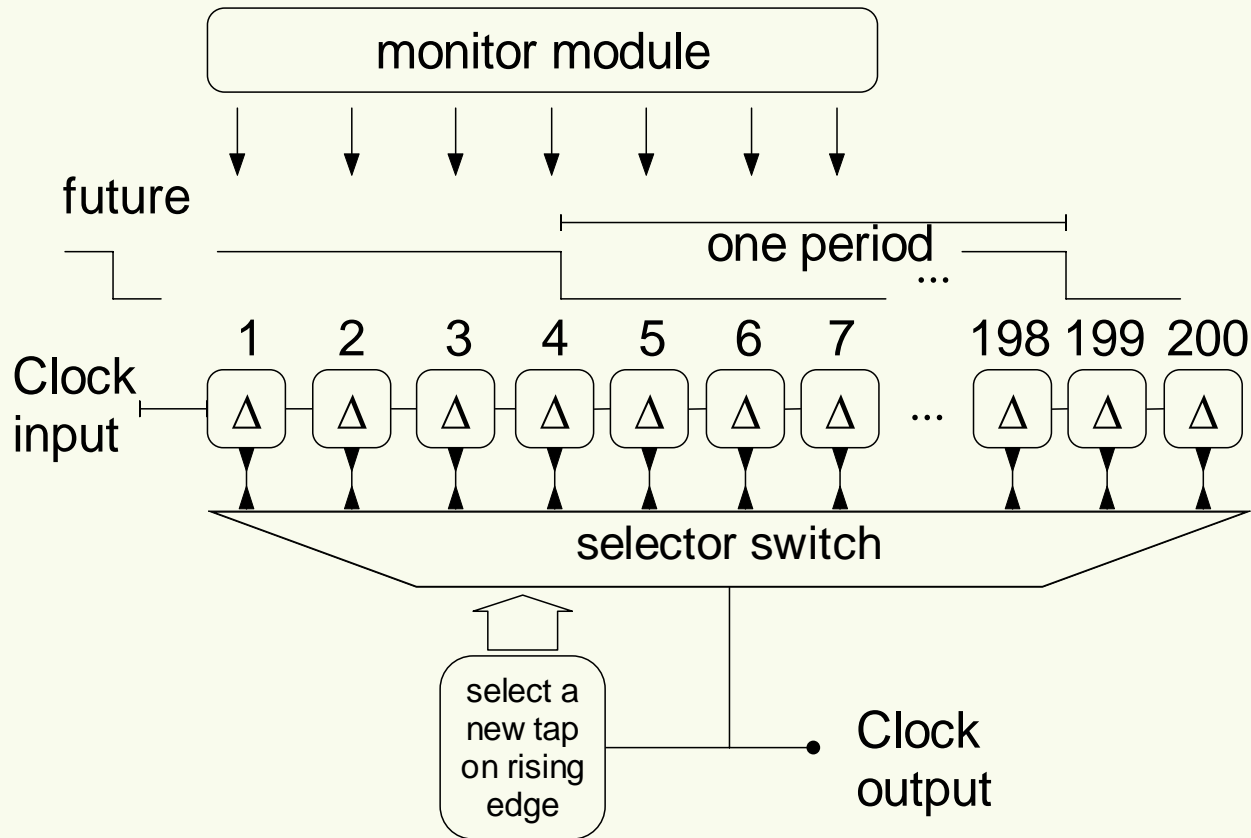 monitor module
future
one period
...
1 2 3 4 5 6 7 198 199 200
Clock
input
Δ Δ Δ Δ Δ Δ Δ ... Δ Δ Δ
selector switch
select a
new tap
on rising
edge
Clock
output